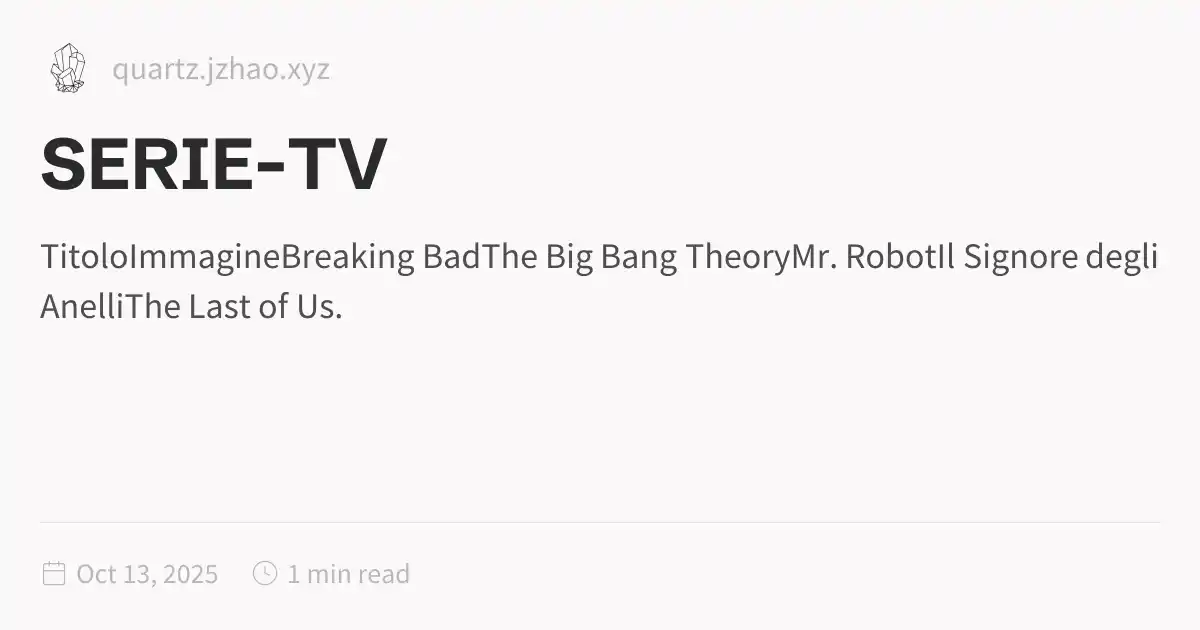 quartz.jzhao.xyz
SERIE-TV
TitoloImmagineBreaking BadThe Big Bang TheoryMr. RobotIl Signore degli
AnelliThe Last of Us.
Oct 13, 2025 1 min read